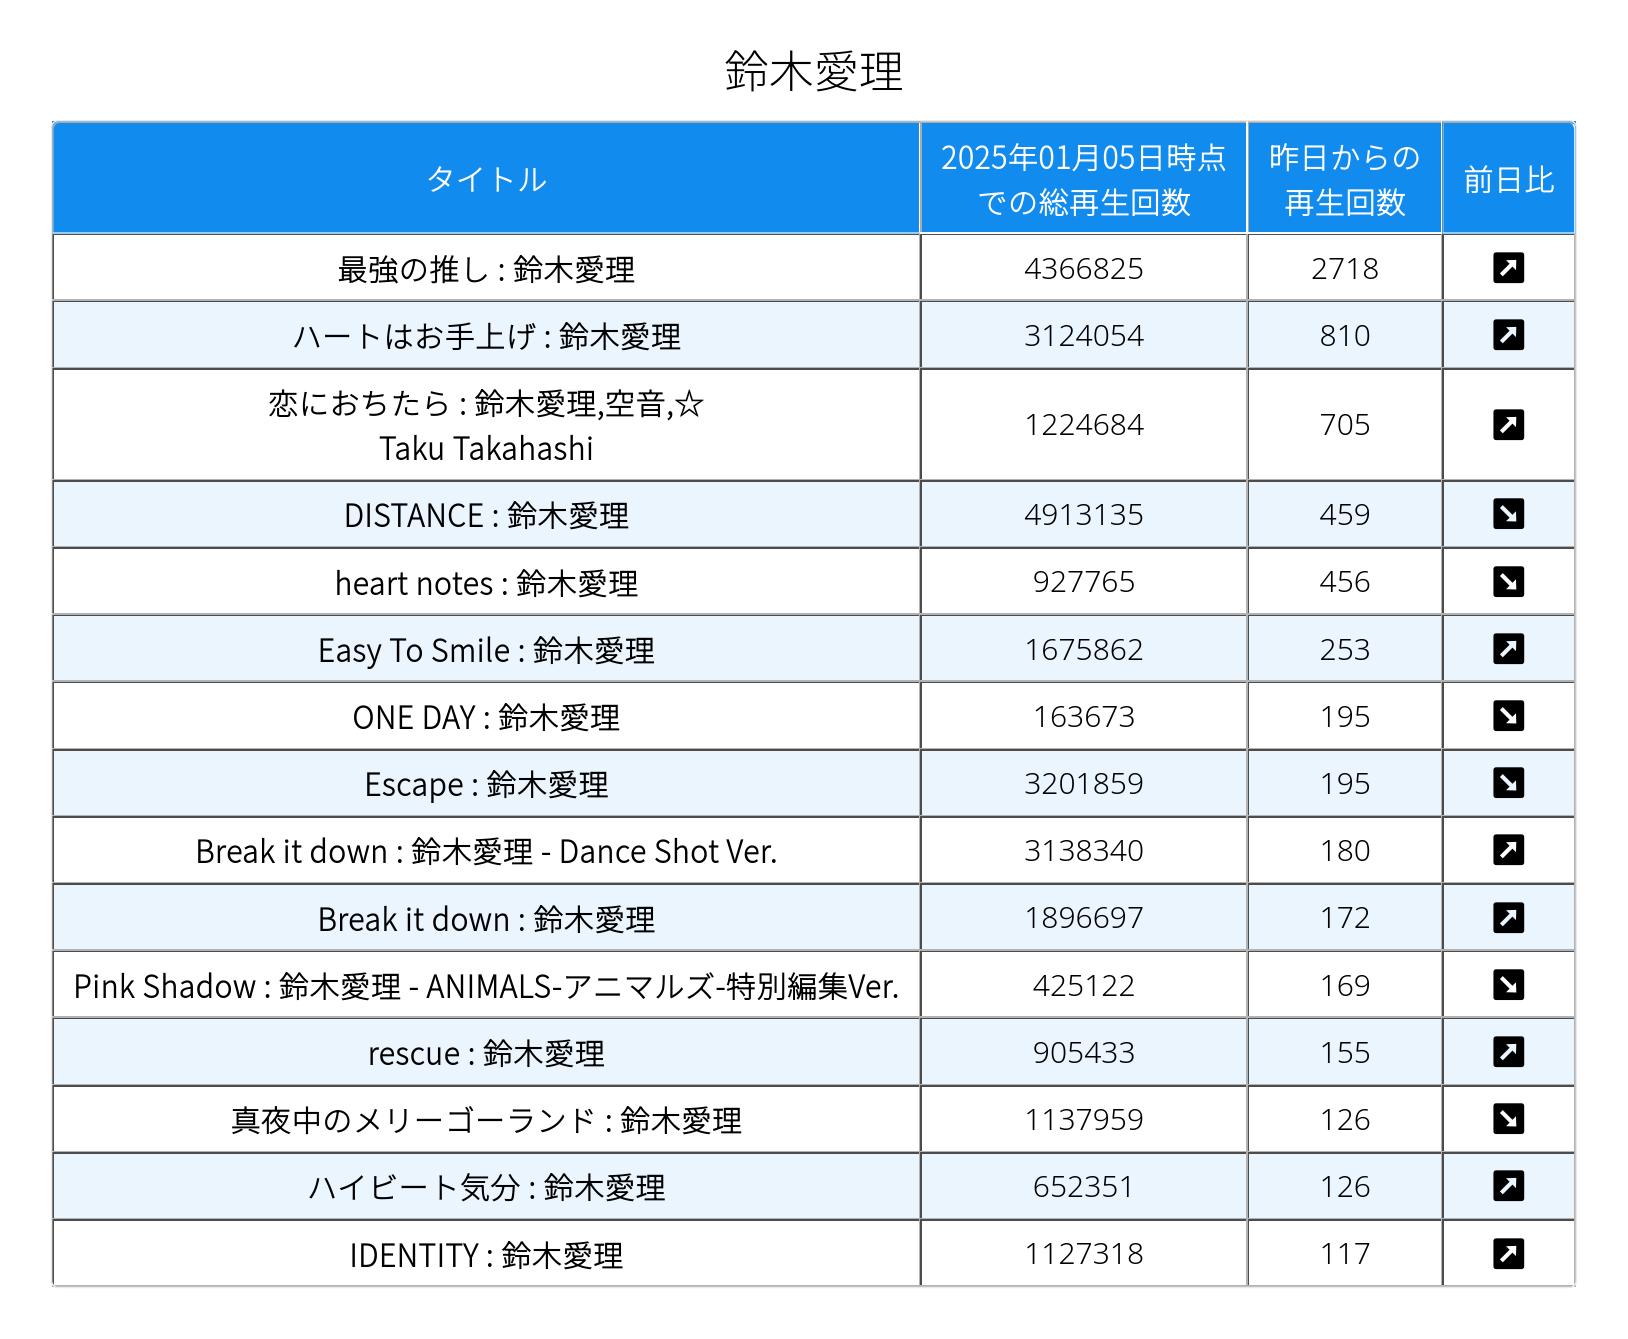 鈴木愛理
タイトル
2025年01月05日時点
での総再生回数
昨日からの
再生回数
前日比
最強の推し : 鈴木愛理 4366825 2718
ハートはお手上げ : 鈴木愛理 3124054 810
恋におちたら : 鈴木愛理,空音,☆
Taku Takahashi
1224684 705
DISTANCE : 鈴木愛理 4913135 459
heart notes : 鈴木愛理 927765 456
Easy To Smile : 鈴木愛理 1675862 253
ONE DAY : 鈴木愛理 163673 195
Escape : 鈴木愛理 3201859 195
Break it down : 鈴木愛理 - Dance Shot Ver. 3138340 180
Break it down : 鈴木愛理 1896697 172
Pink Shadow : 鈴木愛理 - ANIMALS-アニマルズ-特別編集Ver. 425122 169
rescue : 鈴木愛理 905433 155
真夜中のメリーゴーランド : 鈴木愛理 1137959 126
ハイビート気分 : 鈴木愛理 652351 126
IDENTITY : 鈴木愛理 1127318 117